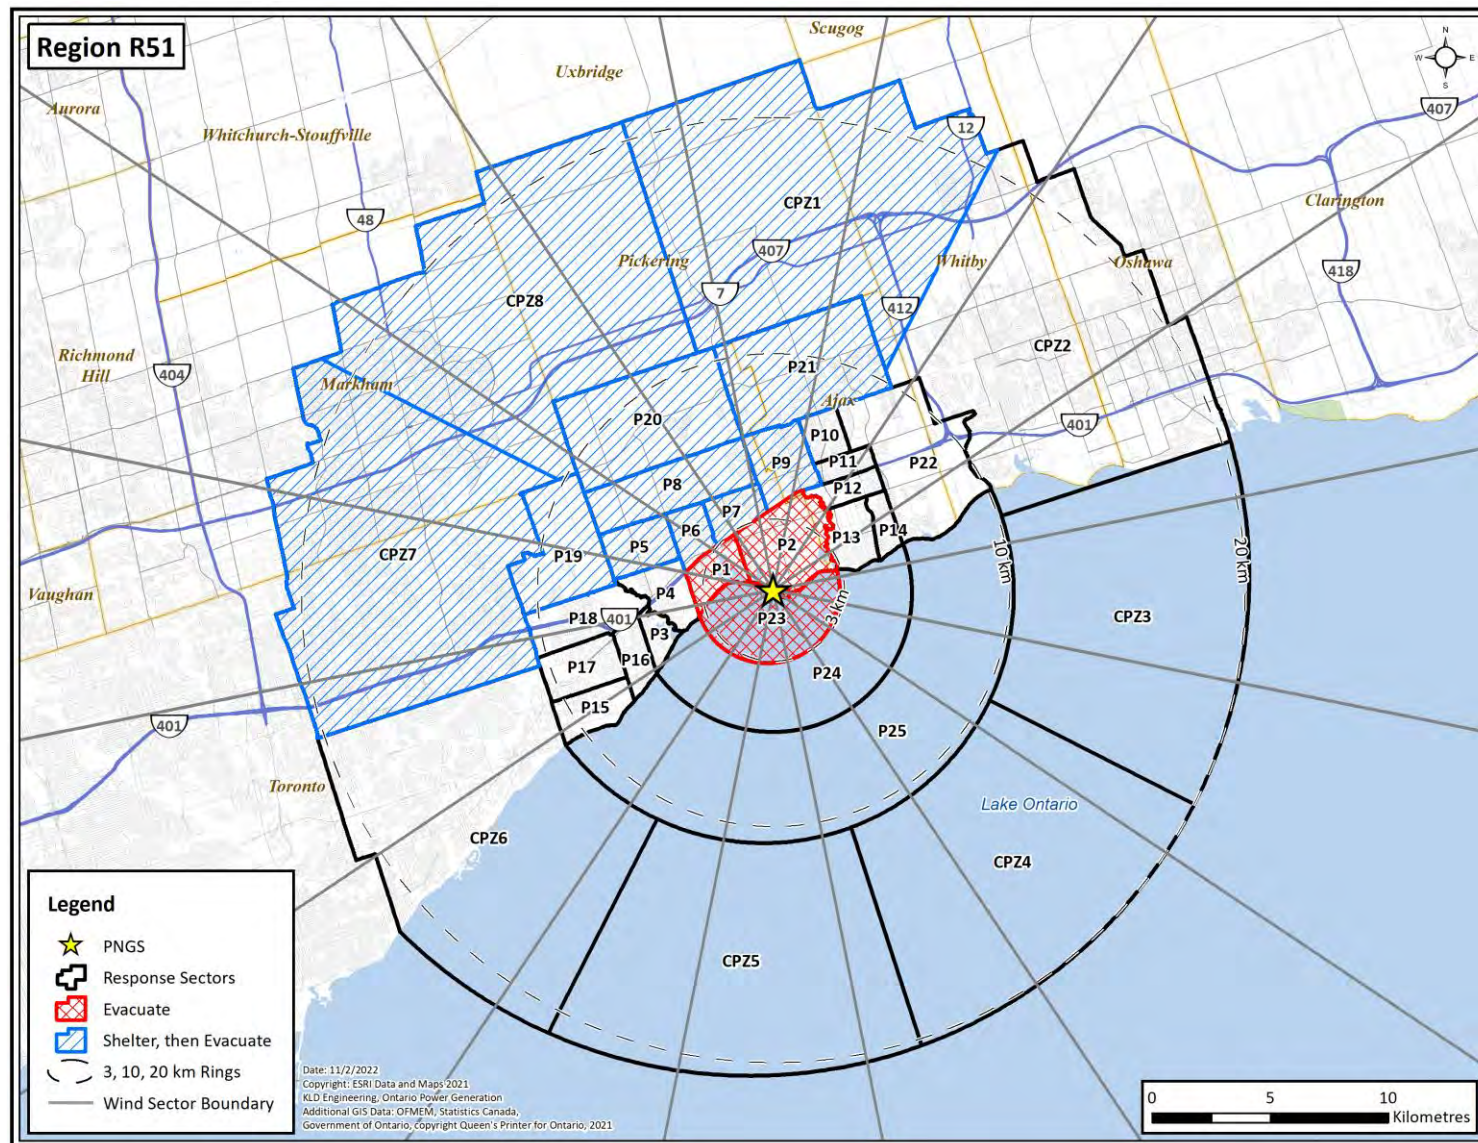 Region R51
Scugog
Uxbridge
N
W
E
S
Aurora
Whitchurch-Stouffville
12
407
48
CPZ1
Clarington
407
Pickering
Whitby
Oshawa
418
7
CPZ8
412
Richmond
Hill
404
Markham
CPZ2
P21
Ajax
P20
401
P10
P9
P11
P22
P8
P12
P7
P6
P13
P14
P5
P2
CPZ7
P19
10 km
20 km
P1
Vaughan
P4
3 km
P18
401
P23
CPZ3
P3
P16
P17
P24
P15
401
P25
Toronto
Lake Ontario
CPZ6
CPZ4
CPZ5
Legend
PNGS
Response Sectors
Evacuate
Shelter, then Evacuate
3, 10, 20 km Rings
Wind Sector Boundary
Date: 11/2/2022
Copyright: ESRI Data and Maps 2021
KLD Engineering, Ontario Power Generation
Additional GIS Data: OFMEM, Statistics Canada,
Government of Ontario, copyright Queen's Printer for Ontario, 2021
0 5 10
Kilometres